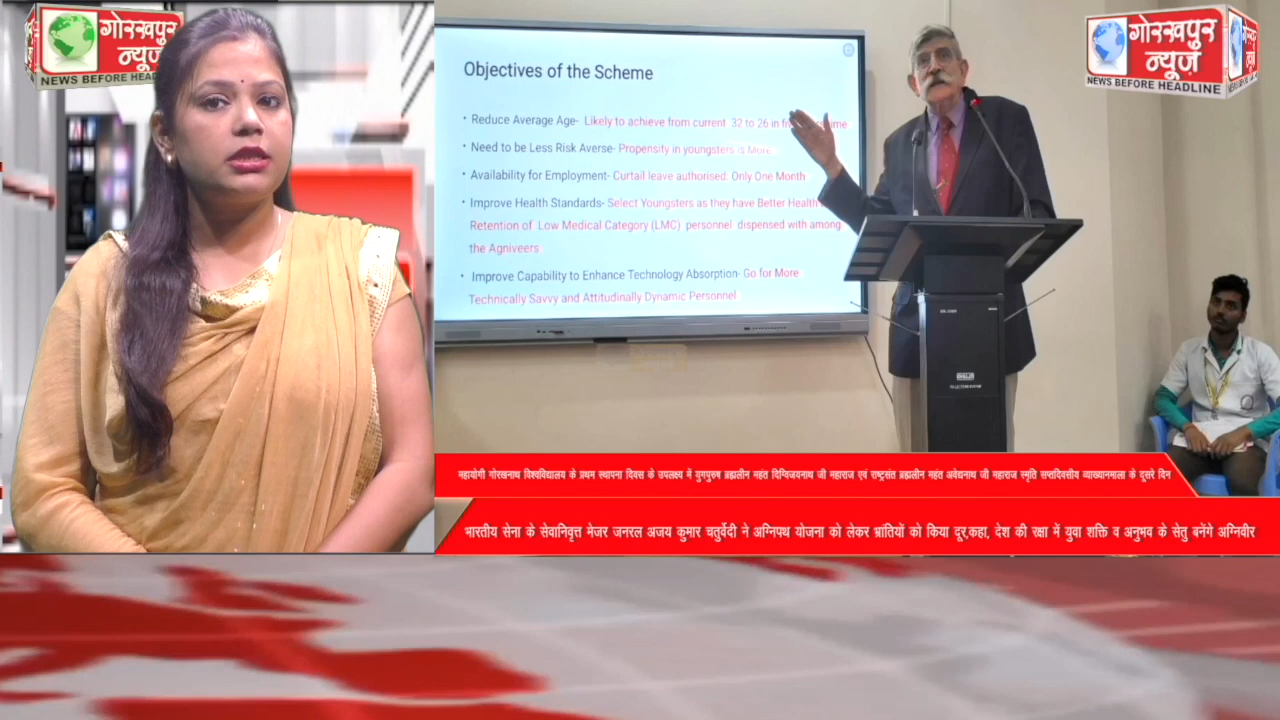 गोरखपुर
न्यूज़
NEWS BEFORE HEADL
गोरखपुर
न्यूज़
NEWS BEFORE HEADLINE
Objectives of the Scheme
• Reduce Average Age- Likely to achieve from current 32 to 26 in
• Need to be Less Risk Averse- Propensity in youngsters is More
• Availability for Employment- Curtail leave authorised. Only One Month
• Improve Health Standards- Select Youngsters as they have Better Health
Retention of Low Medical Category (LMC) personnel dispensed with among
the Agniveers
• Improve Capability to Enhance Technology Absorption- Go for More
Technically Savvy and Attitudinally Dynamic Personnel
महायोगी गोरखनाथ विश्वविद्यालय के प्रथम स्थापना दिवस के उपलक्ष्य में युगपुरुष ब्रह्मलीन महंत दिग्विजयनाथ जी महाराज एवं राष्ट्रसंत ब्रह्मलीन महंत अवेद्यनाथ जी महाराज स्मृति सप्तदिवसीय व्याख्यानमाला के दूसरे दिन
भारतीय सेना के सेवानिवृत्त मेजर जनरल अजय कुमार चतुर्वेदी ने अग्निपथ योजना को लेकर भ्रांतियों को किया दूर,कहा, देश की रक्षा में युवा शक्ति व अनुभव के सेतु बनेंगे अग्निवीर